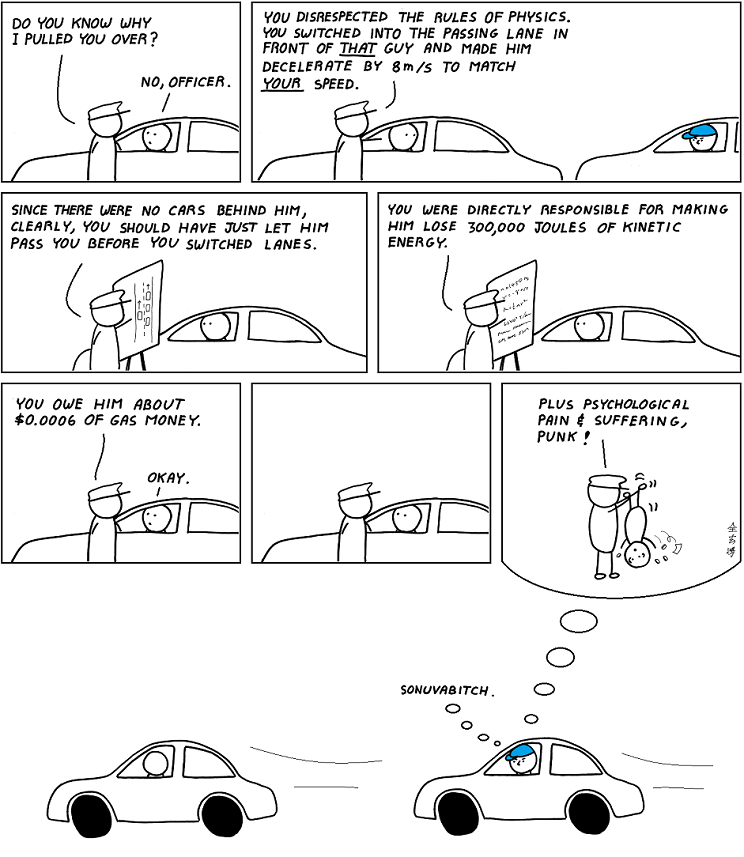 DO YOU KNOW WHY
I PULLED YOU OVER?
NO, OFFICER.
YOU DISRESPECTED THE RULES OF PHYSICS.
YOU SWITCHED INTO THE PASSING LANE IN
FRONT OF THAT GUY AND MADE HIM
DECELERATE BY 8m/s TO MATCH
YOUR SPEED.
SINCE THERE WERE NO CARS BEHIND HIM,
CLEARLY, YOU SHOULD HAVE JUST LET HIM
PASS YOU BEFORE YOU SWITCHED LANES.
YOU WERE DIRECTLY RESPONSIBLE FOR MAKING
HIM LOSE 300,000 JOULES OF KINETIC
ENERGY.
YOU OWE HIM ABOUT
$0.0006 OF GAS MONEY.
OKAY.
PLUS PSYCHOLOGICAL
PAIN & SUFFERING,
PUNK!
SONUVABITCH.